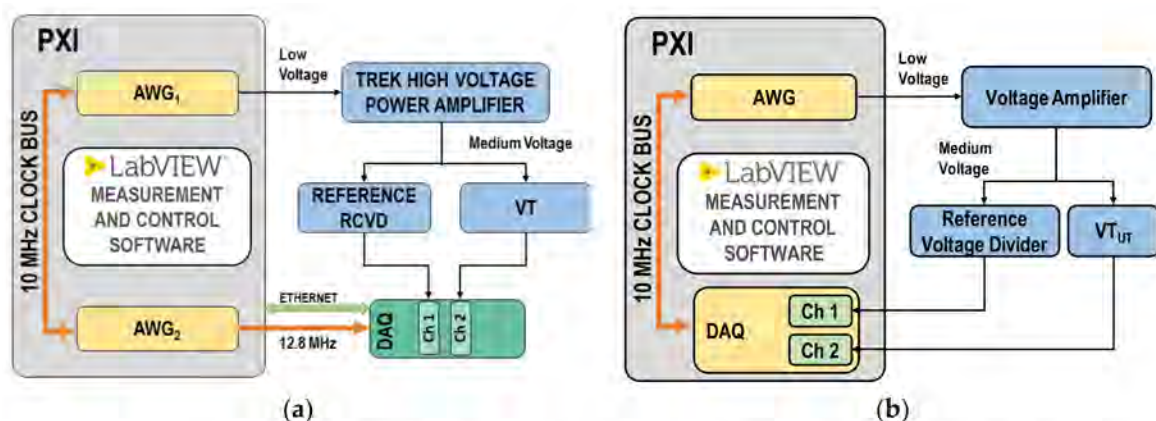 PXI
10 MHz CLOCK BUS
AWG1
LabVIEW
MEASUREMENT
AND CONTROL
SOFTWARE
AWG2
Low
Voltage
TREK HIGH VOLTAGE
POWER AMPLIFIER
Medium Voltage
REFERENCE
RCVD
VT
ETHERNET
12.8 MHz
DAQ
Ch 1
Ch 2
(a)
PXI
10 MHz CLOCK BUS
AWG
LabVIEW
MEASUREMENT
AND CONTROL
SOFTWARE
DAQ
Ch 1
Ch 2
Low
Voltage
Voltage Amplifier
Medium
Voltage
Reference
Voltage Divider
VTUT
(b)